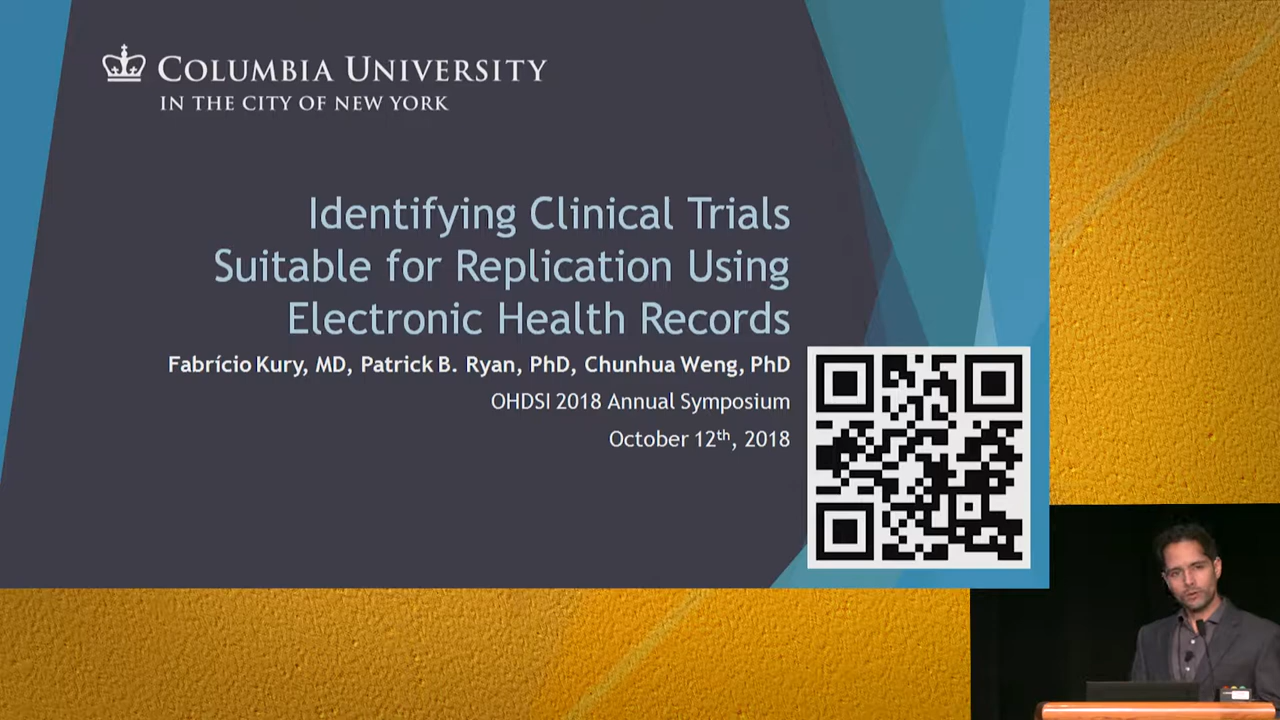 COLUMBIA UNIVERSITY
IN THE CITY OF NEW YORK
Identifying Clinical Trials
Suitable for Replication Using
Electronic Health Records
Fabrício Kury, MD, Patrick B. Ryan, PhD, Chunhua Weng, PhD
OHDSI 2018 Annual Symposium
October 12th, 2018